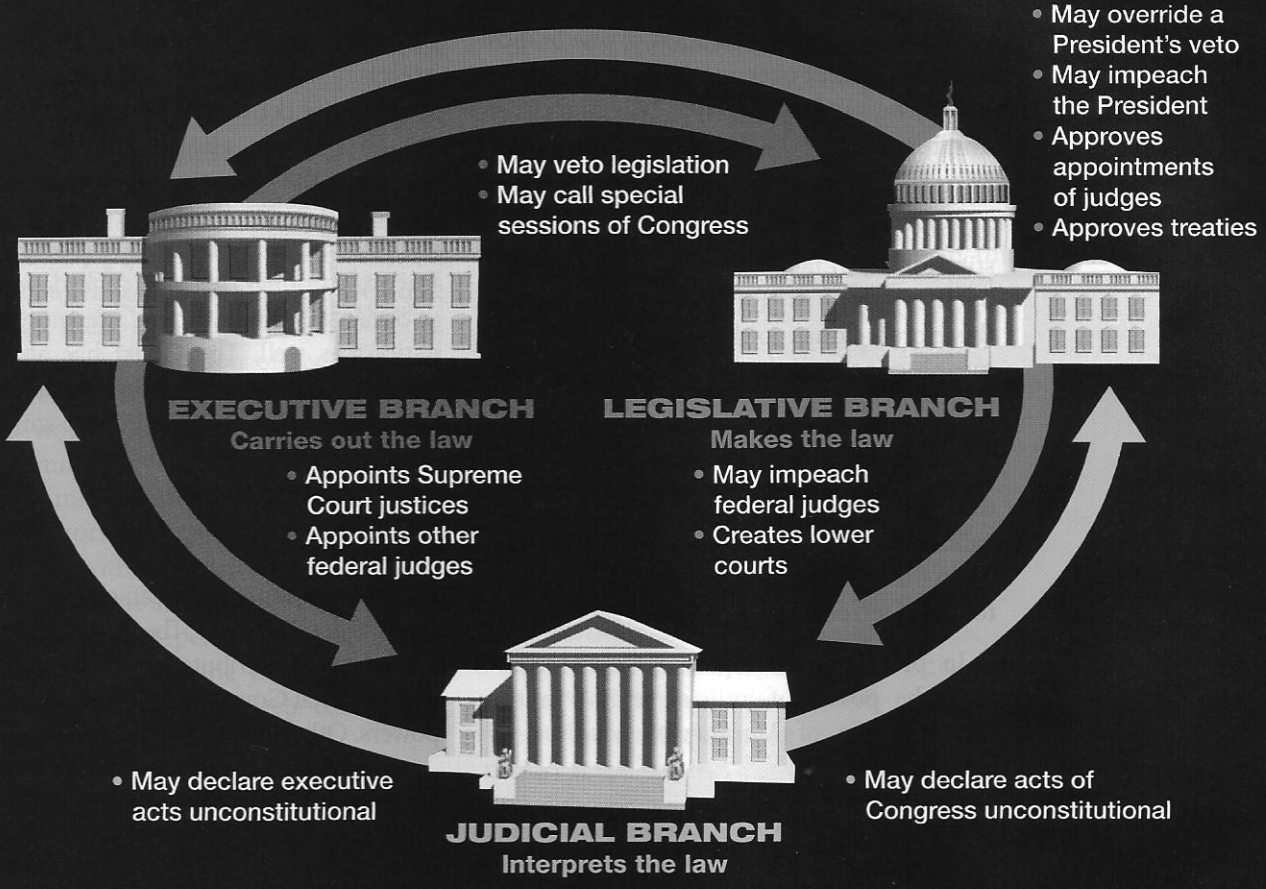 • May override a
President's veto
• May impeach
the President
• Approves
appointments
of judges
• Approves treaties
• May veto legislation
• May call special
sessions of Congress
EXECUTIVE BRANCH
Carries out the law
• Appoints Supreme
Court justices
• Appoints other
federal judges
LEGISLATIVE BRANCH
Makes the law
• May impeach
federal judges
• Creates lower
courts
• May declare executive
acts unconstitutional
• May declare acts of
Congress unconstitutional
JUDICIAL BRANCH
Interprets the law